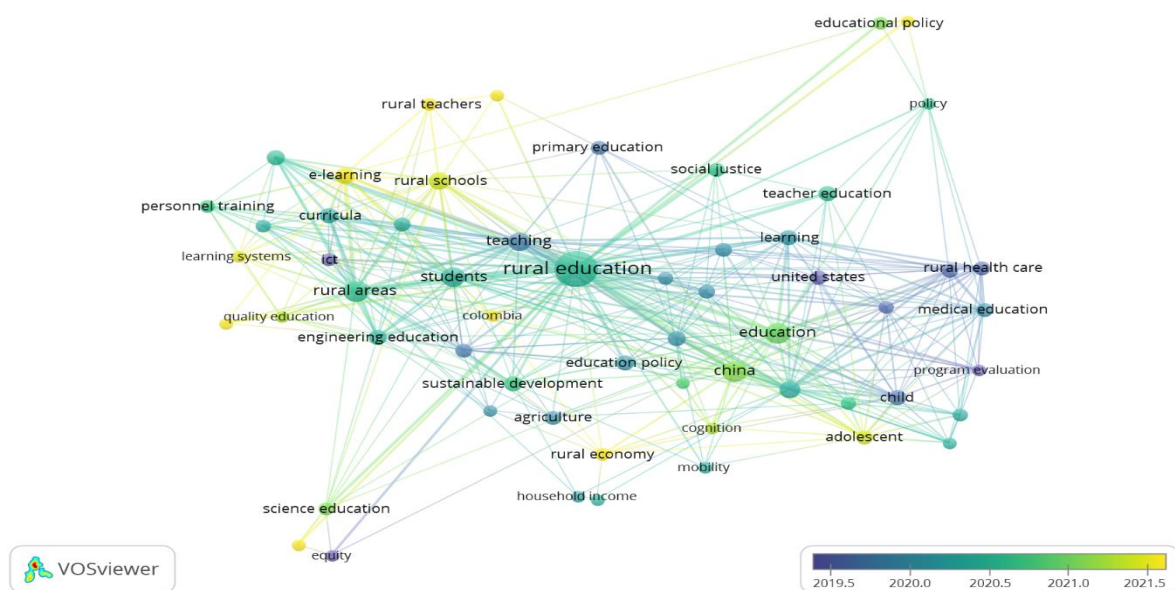 educational policy
policy
rural teachers
primary education
social justice
e-learning
rural schools
teacher education
personnel training
curricula
teaching
learning
learning systems
ict
rural education
united states
rural health care
students
rural areas
quality education
colombia
medical education
engineering education
education
education policy
china
program evaluation
sustainable development
child
agriculture
cognition
adolescent
rural economy
mobility
household income
science education
equity
VOSviewer
2019.5 2020.0 2020.5 2021.0 2021.5